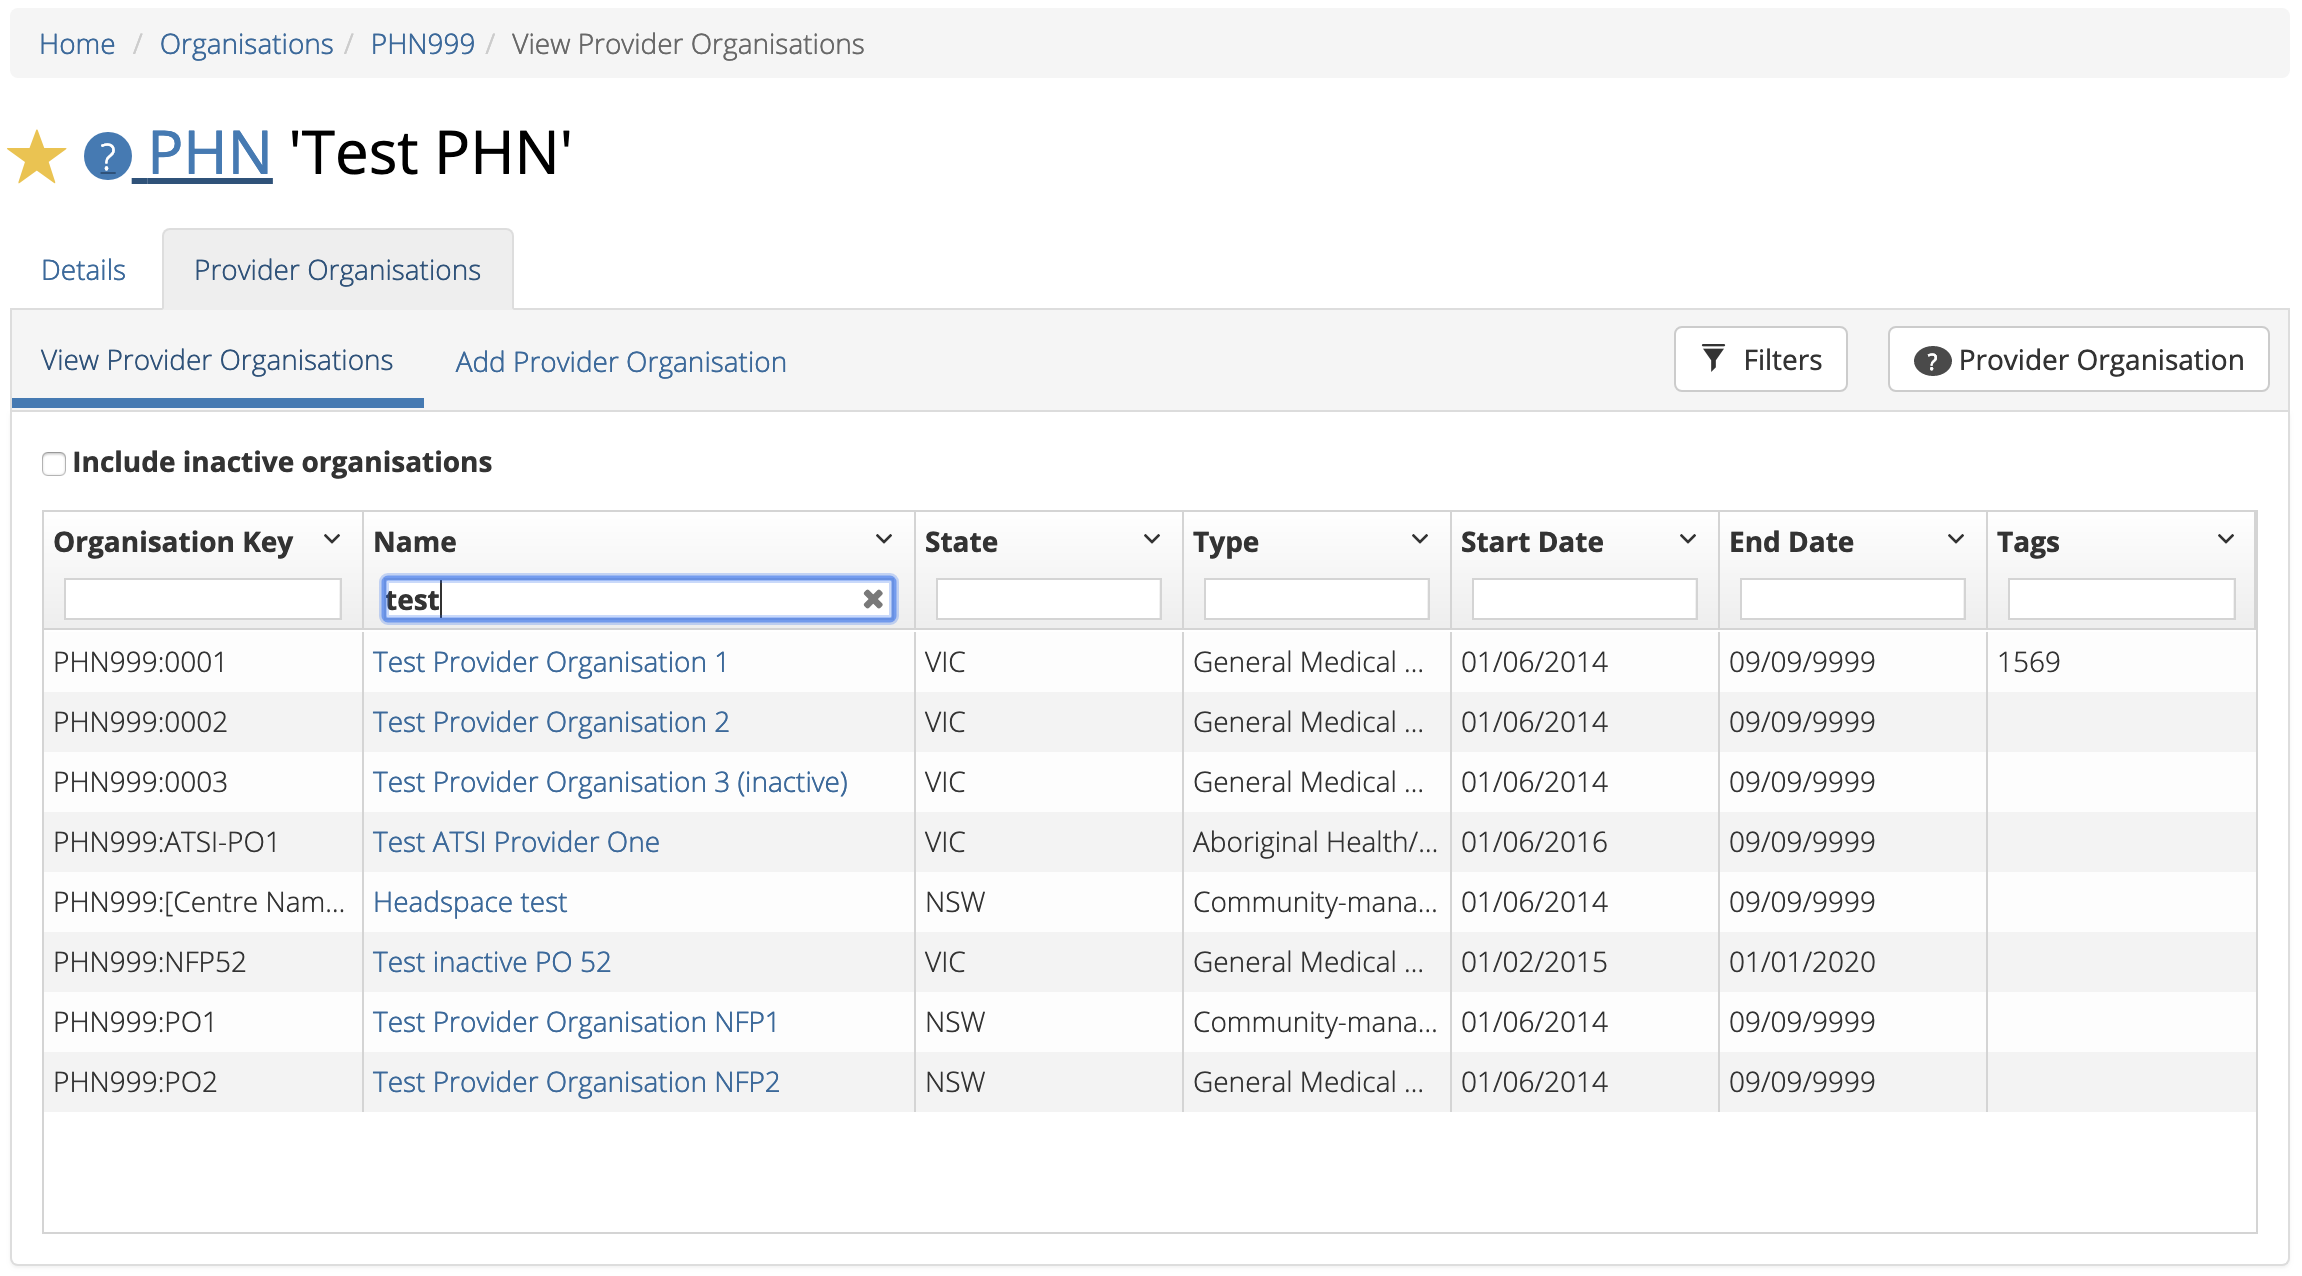 Home / Organisations / PHN999 / View Provider Organisations
? PHN 'Test PHN'
Details Provider Organisations
View Provider Organisations Add Provider Organisation Filters ? Provider Organisation
Include inactive organisations
Organisation Key Name State Type Start Date End Date Tags
test
PHN999:0001 Test Provider Organisation 1 VIC General Medical ... 01/06/2014 09/09/9999 1569
PHN999:0002 Test Provider Organisation 2 VIC General Medical ... 01/06/2014 09/09/9999
PHN999:0003 Test Provider Organisation 3 (inactive) VIC General Medical ... 01/06/2014 09/09/9999
PHN999:ATSI-PO1 Test ATSI Provider One VIC Aboriginal Health/... 01/06/2016 09/09/9999
PHN999:[Centre Nam... Headspace test NSW Community-mana... 01/06/2014 09/09/9999
PHN999:NFP52 Test inactive PO 52 VIC General Medical ... 01/02/2015 01/01/2020
PHN999:PO1 Test Provider Organisation NFP1 NSW Community-mana... 01/06/2014 09/09/9999
PHN999:PO2 Test Provider Organisation NFP2 NSW General Medical ... 01/06/2014 09/09/9999